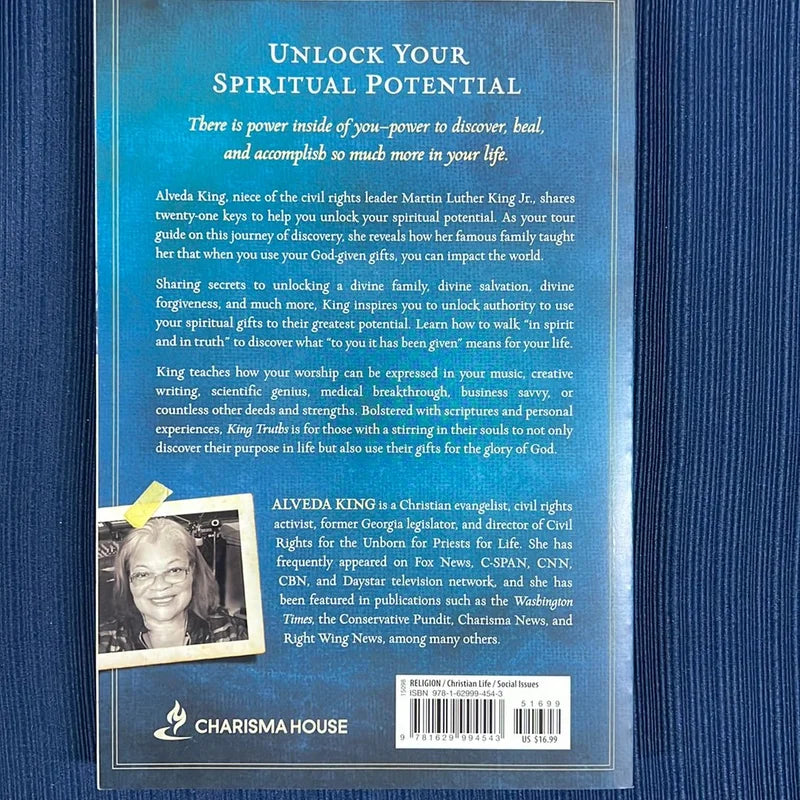 UNLOCK YOUR
SPIRITUAL POTENTIAL
There is power inside of you–power to discover, heal,
and accomplish so much more in your life.
Alveda King, niece of the civil rights leader Martin Luther King Jr., shares
twenty-one keys to help you unlock your spiritual potential. As your tour
guide on this journey of discovery, she reveals how her famous family taught
her that when you use your God-given gifts, you can impact the world.
Sharing secrets to unlocking a divine family, divine salvation, divine
forgiveness, and much more, King inspires you to unlock authority to use
your spiritual gifts to their greatest potential. Learn how to walk “in spirit
and in truth” to discover what “to you it has been given” means for your life.
King teaches how your worship can be expressed in your music, creative
writing, scientific genius, medical breakthrough, business savvy, or
countless other deeds and strengths. Bolstered with scriptures and personal
experiences, King Truths is for those with a stirring in their souls to not only
discover their purpose in life but also use their gifts for the glory of God.
ALVEDA KING is a Christian evangelist, civil rights
activist, former Georgia legislator, and director of Civil
Rights for the Unborn for Priests for Life. She has
frequently appeared on Fox News, C-SPAN, CNN,
CBN, and Daystar television network, and she has
been featured in publications such as the Washington
Times, the Conservative Pundit, Charisma News, and
Right Wing News, among many others.
CHARISMA HOUSE
15098
RELIGION / Christian Life / Social Issues
ISBN 978-1-62999-454-3
51699
9 781629 994543
US $16.99